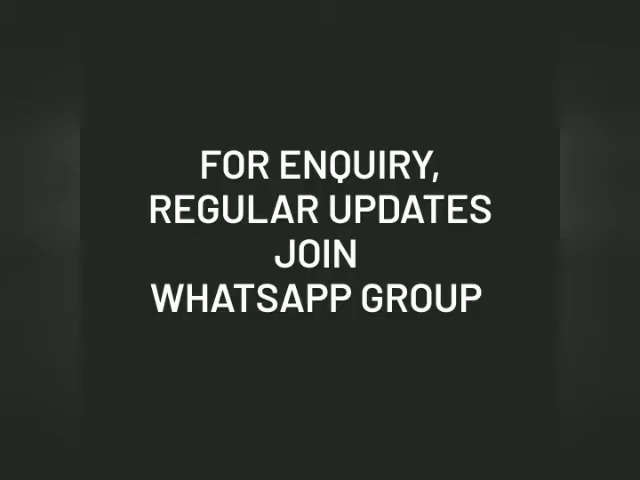 FOR ENQUIRY,
REGULAR UPDATES
JOIN
WHATSAPP GROUP